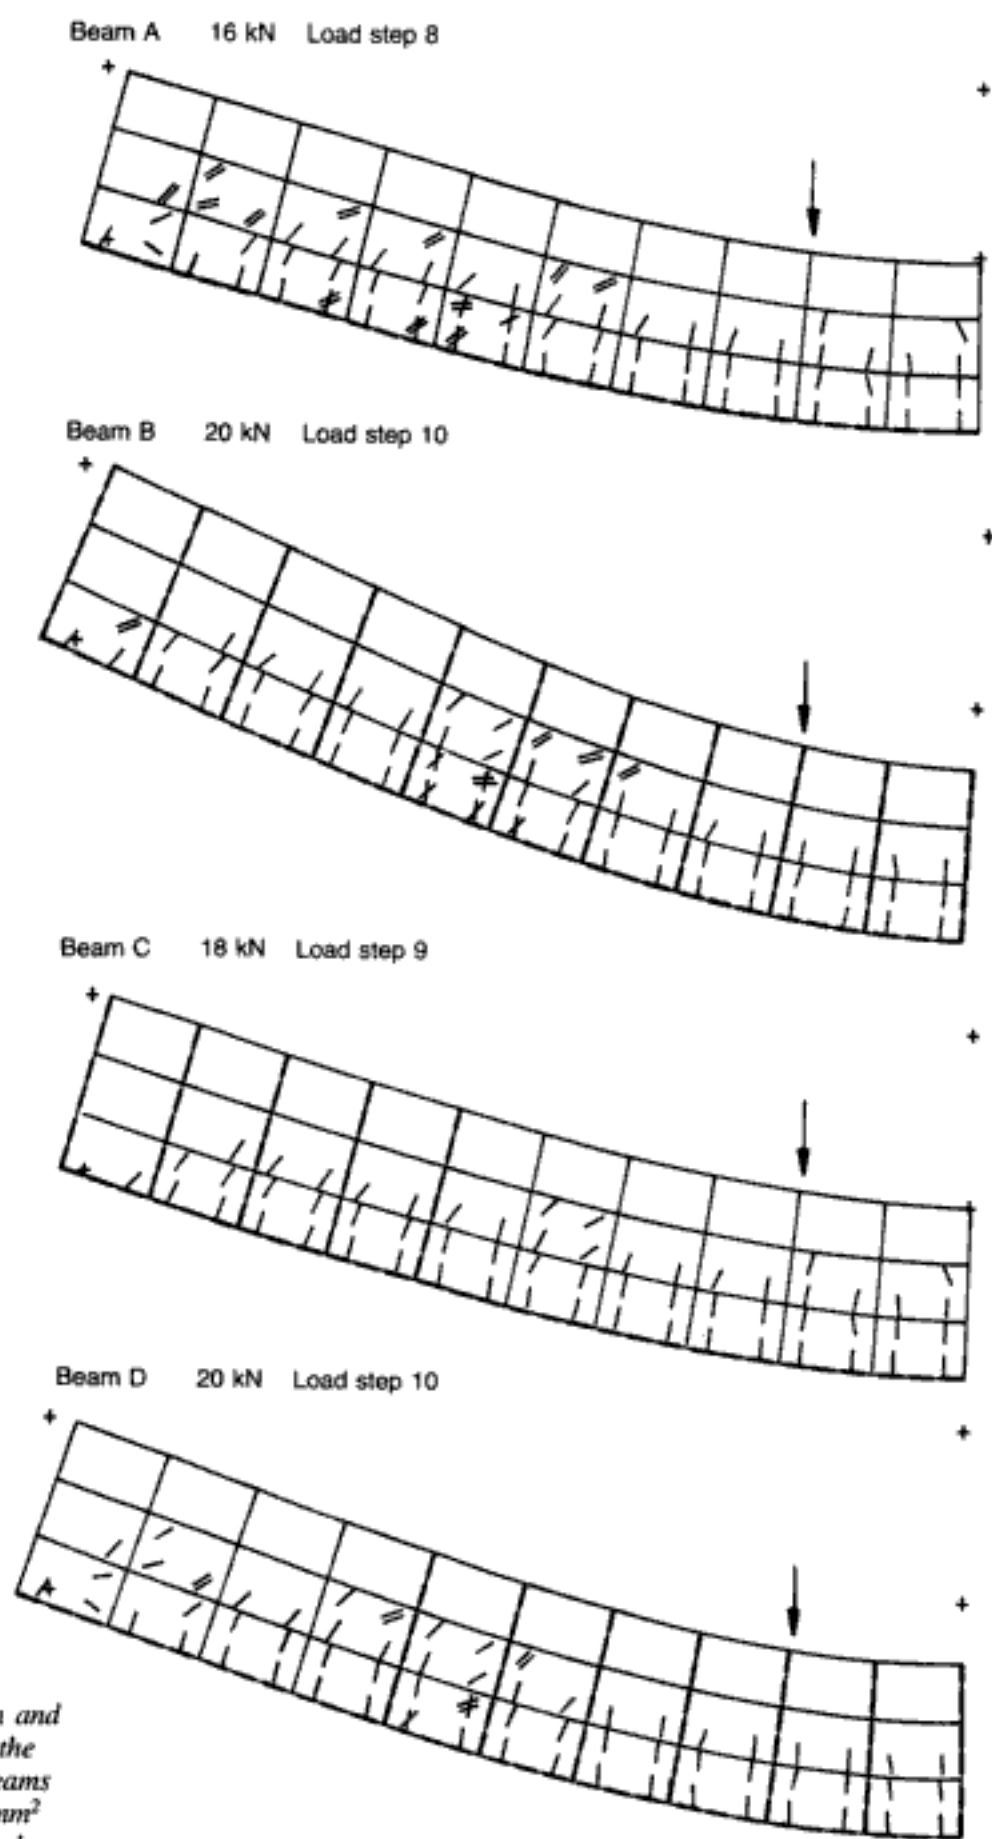 Beam A 16 kN Load step 8
Beam B 20 kN Load step 10
Beam C 18 kN Load step 9
Beam D 20 kN Load step 10
and
the
mm²